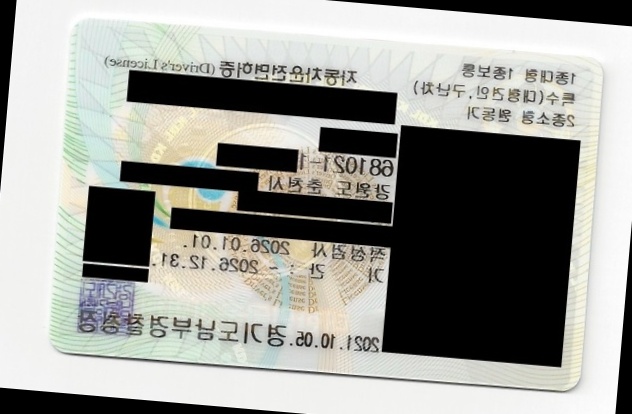 1종대형 1종보통
특수(대형견인,구난차)
2종소형 원동기
자동차운전면허증 (Driver's License)
681021-1
강원도 춘천시
적성검사 2026.01.01.
기 간 : ~ 2026.12.31.
2021.10.05. 경기도남부경찰청장